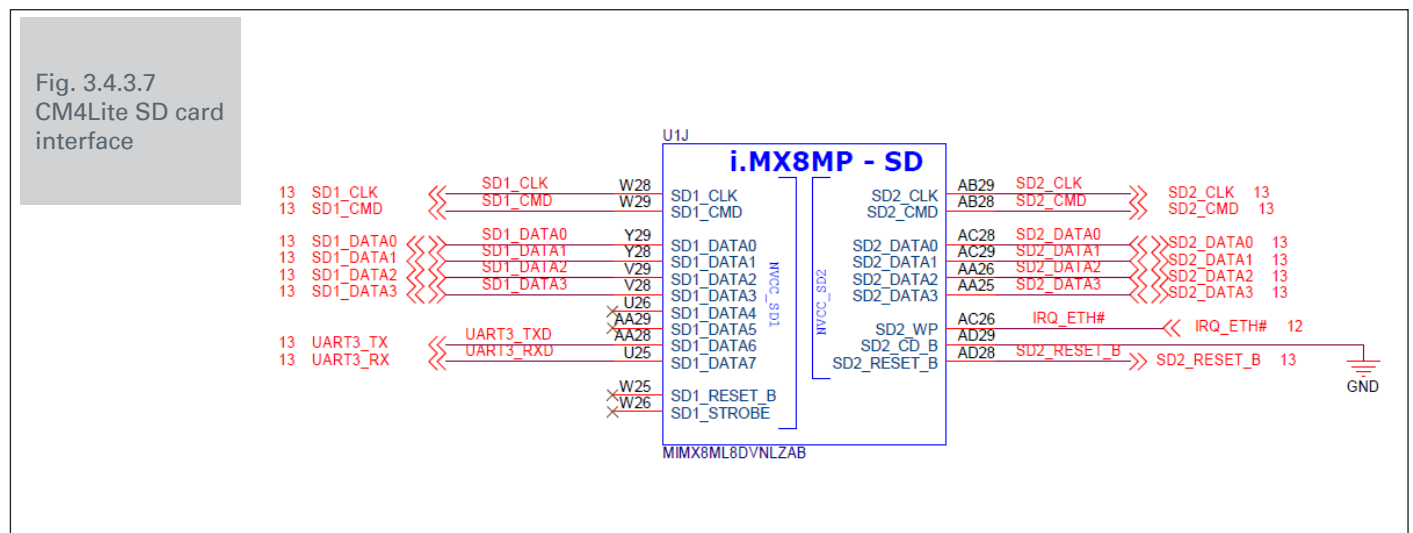 Fig. 3.4.3.7
CM4Lite SD card
interface
U1J
i.MX8MP - SD
13 SD1_CLK SD1_CLK W28 SD1_CLK SD2_CLK AB29 SD2_CLK SD2_CLK 13
13 SD1_CMD SD1_CMD W29 SD1_CMD SD2_CMD AB28 SD2_CMD SD2_CMD 13
13 SD1_DATA0 SD1_DATA0 Y29 SD1_DATA0 SD2_DATA0 AC28 SD2_DATA0 SD2_DATA0 13
13 SD1_DATA1 SD1_DATA1 Y28 SD1_DATA1 SD2_DATA1 AC29 SD2_DATA1 SD2_DATA1 13
13 SD1_DATA2 SD1_DATA2 V29 SD1_DATA2 SD2_DATA2 AA26 SD2_DATA2 SD2_DATA2 13
13 SD1_DATA3 SD1_DATA3 V28 SD1_DATA3 SD2_DATA3 AA25 SD2_DATA3 SD2_DATA3 13
U26 SD1_DATA4
AA29 SD1_DATA5 SD2_WP AC26 IRQ_ETH# IRQ_ETH# 12
13 UART3_TX UART3_TXD AA28 SD1_DATA6 SD2_CD_B AD29
13 UART3_RX UART3_RXD U25 SD1_DATA7 SD2_RESET_B AD28 SD2_RESET_B SD2_RESET_B 13
W25 SD1_RESET_B
W26 SD1_STROBE
NVCC_SD1
NVCC_SD2
GND
MIMX8ML8DVNLZAB